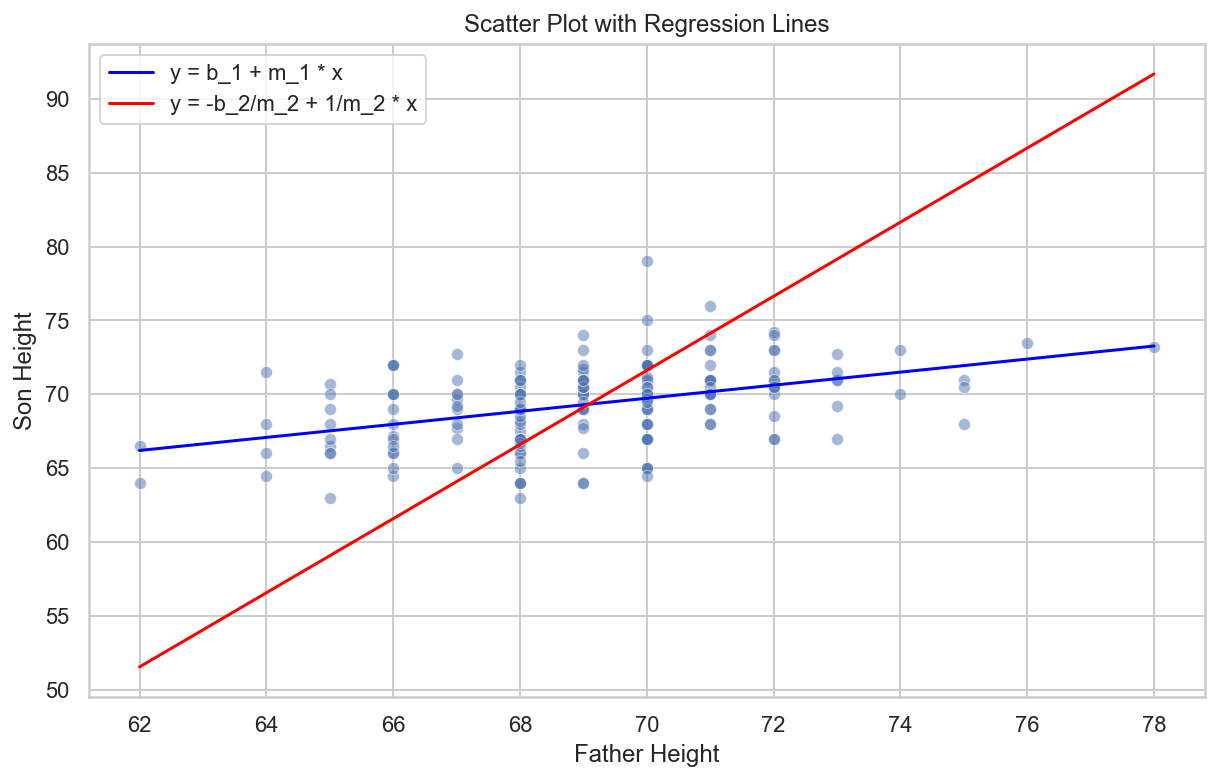 Scatter Plot with Regression Lines
y = b_1 + m_1 * x
y = -b_2/m_2 + 1/m_2 * x
Son Height
90
85
80
75
70
65
60
55
50
62 64 66 68 70 72 74 76 78
Father Height